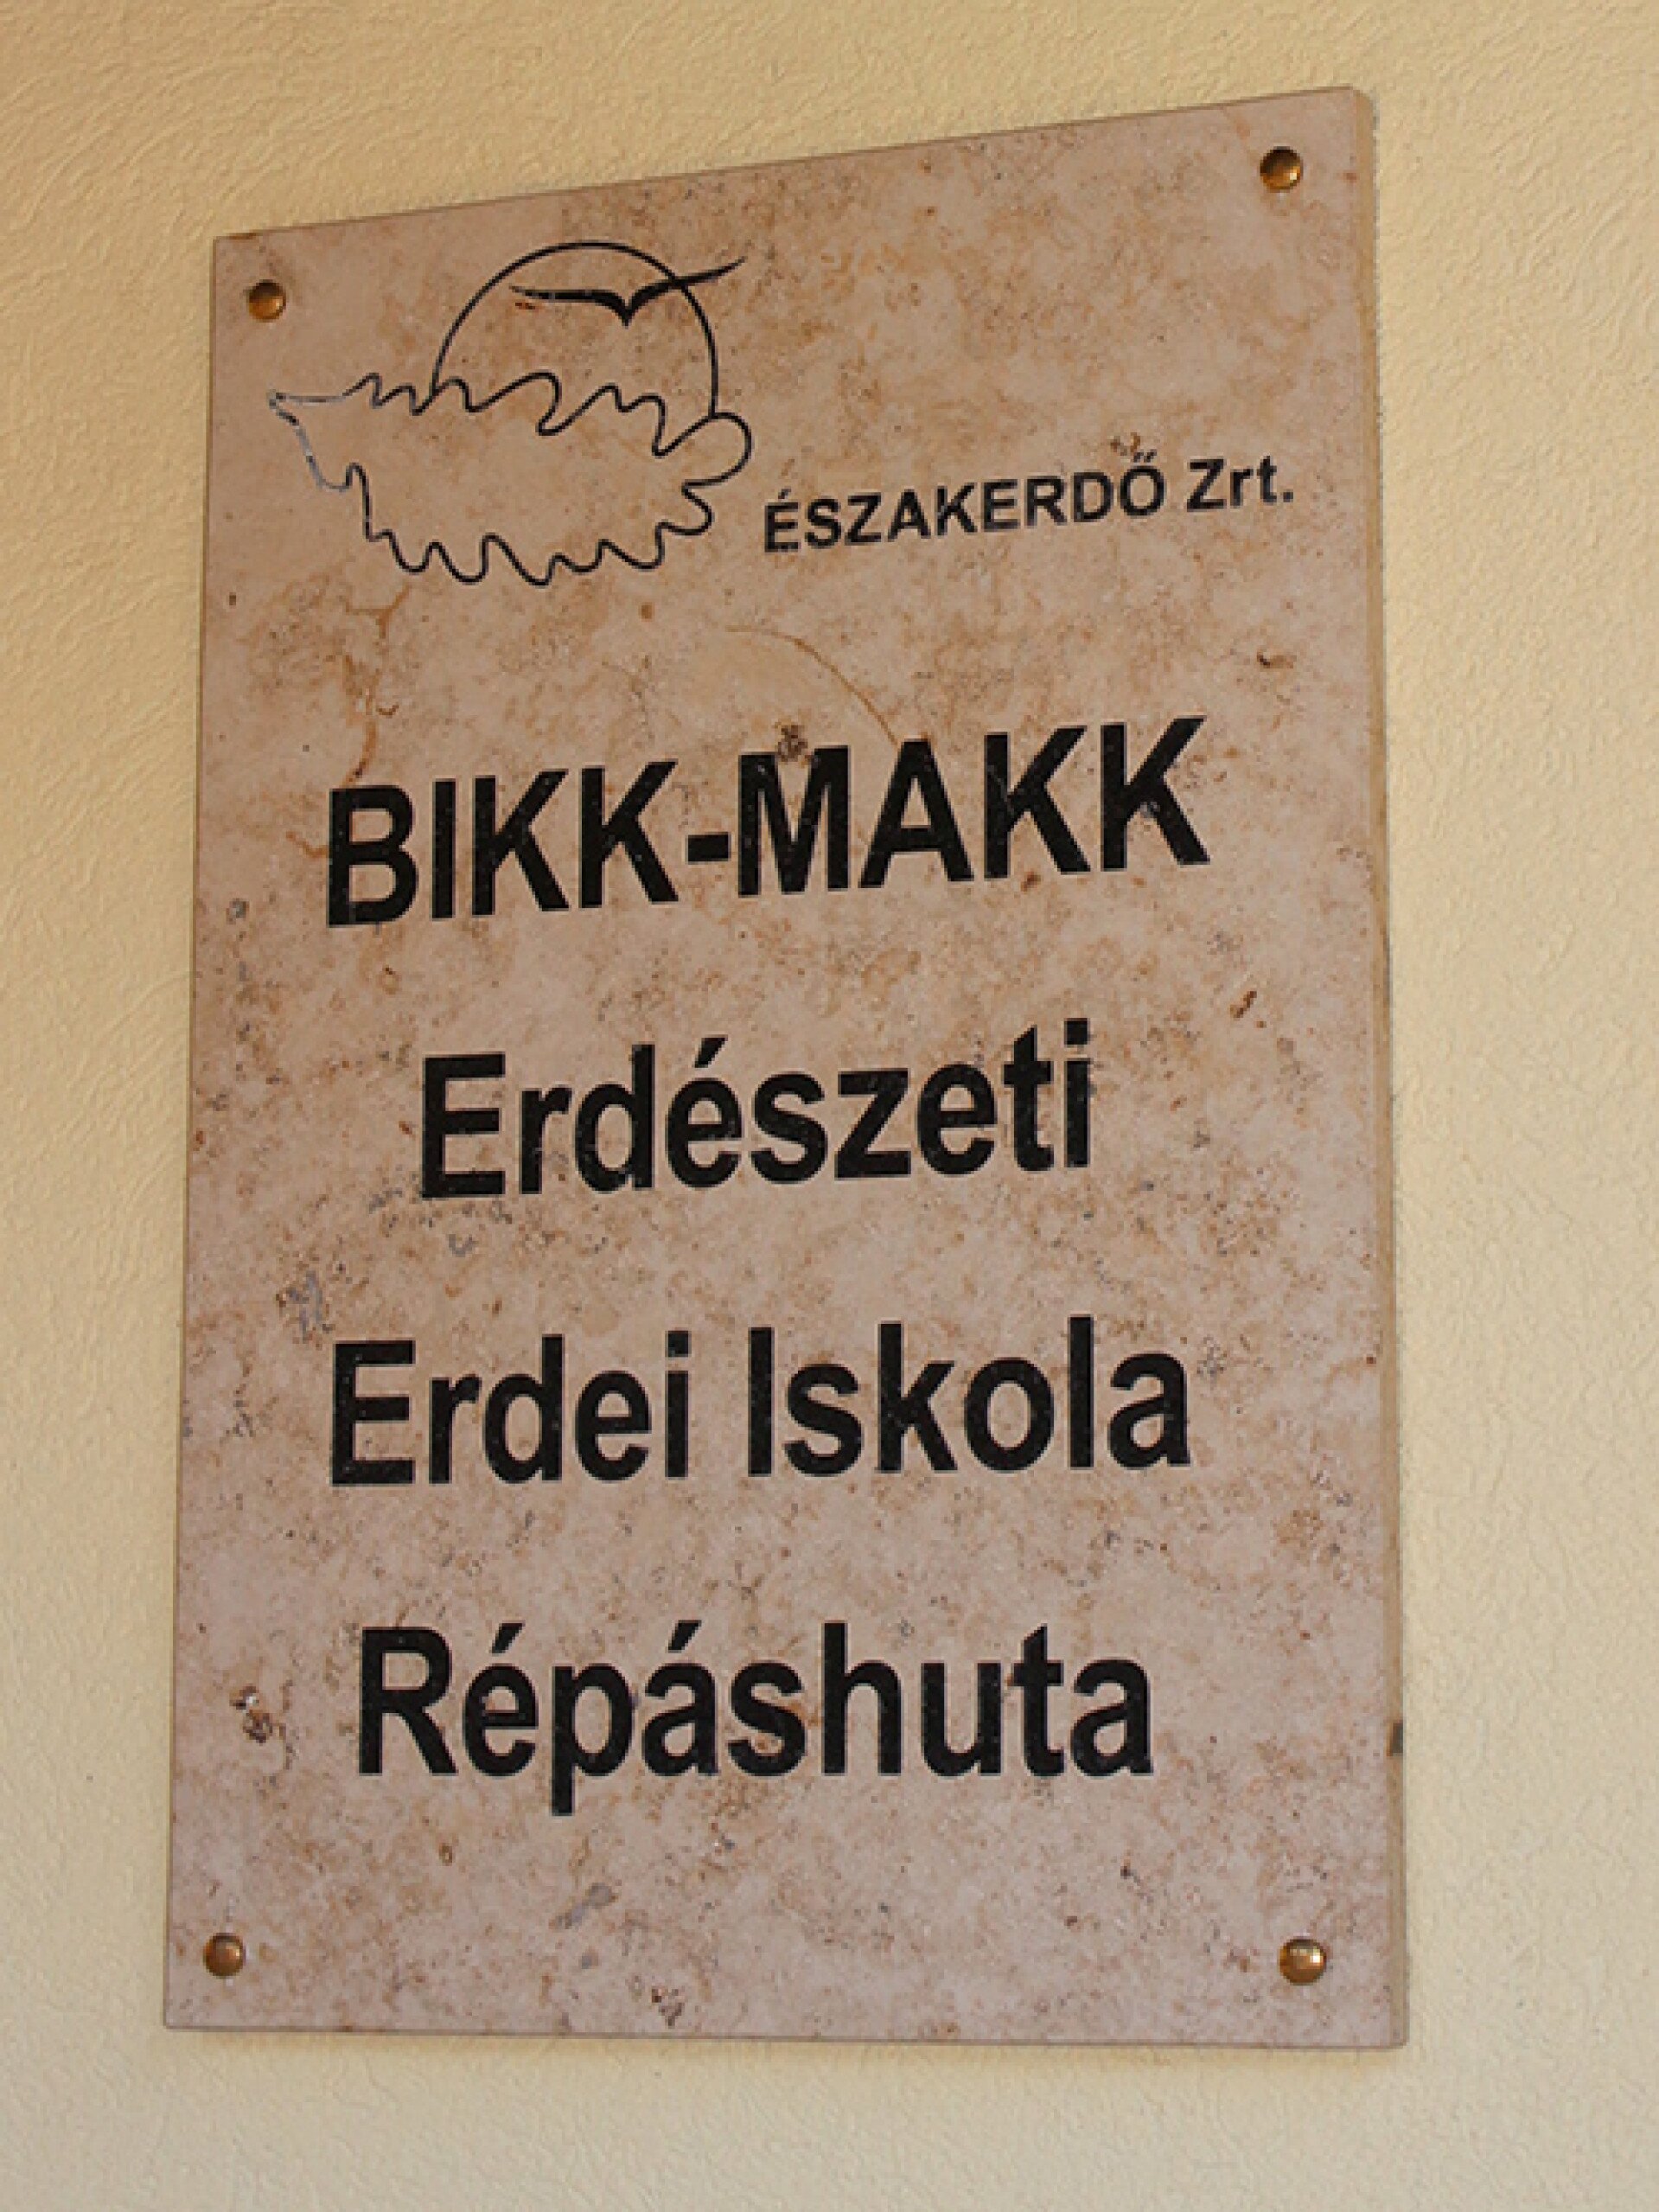 ÉSZAKERDŐ Zrt.
BIKK-MAKK
Erdészeti
Erdei Iskola
Répáshuta